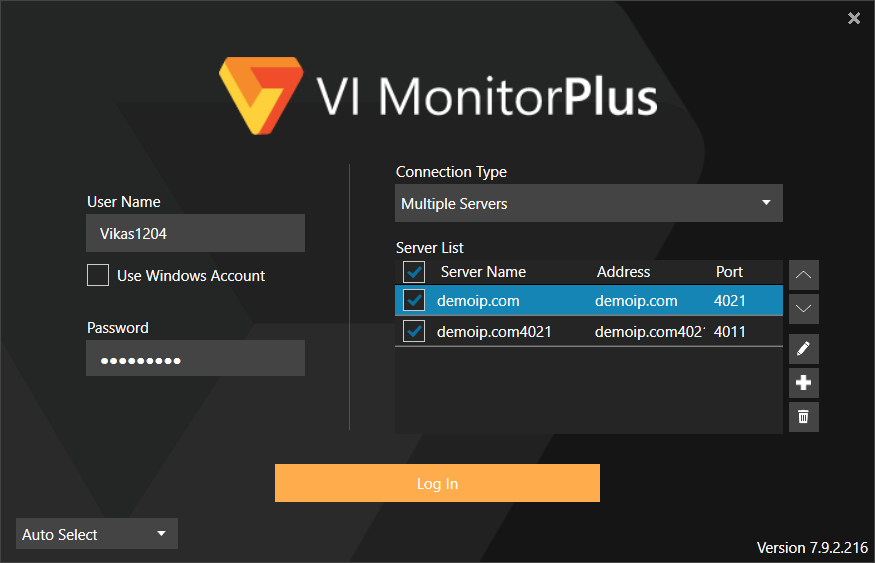 VI MonitorPlus
User Name
Vikas1204
Use Windows Account
Password
●●●●●●●●●
Connection Type
Multiple Servers
Server List
Server Name Address Port
demoip.com demoip.com 4021
demoip.com4021 demoip.com402 4011
Log In
Auto Select
Version 7.9.2.216